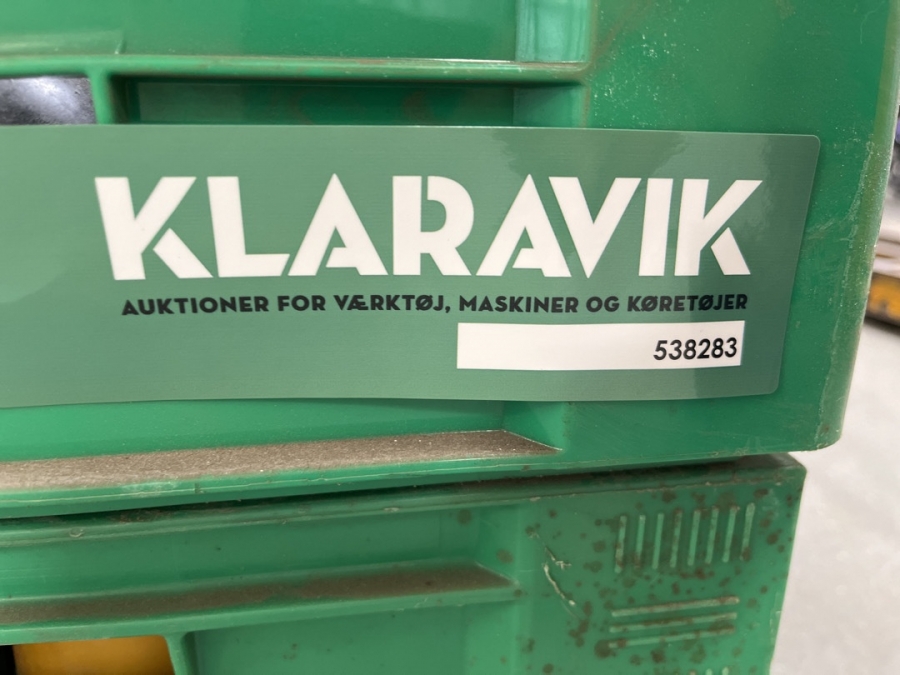 KLARAVIK
AUKTIONER FOR VÆRKTØJ, MASKINER OG KØRETØJER
538283